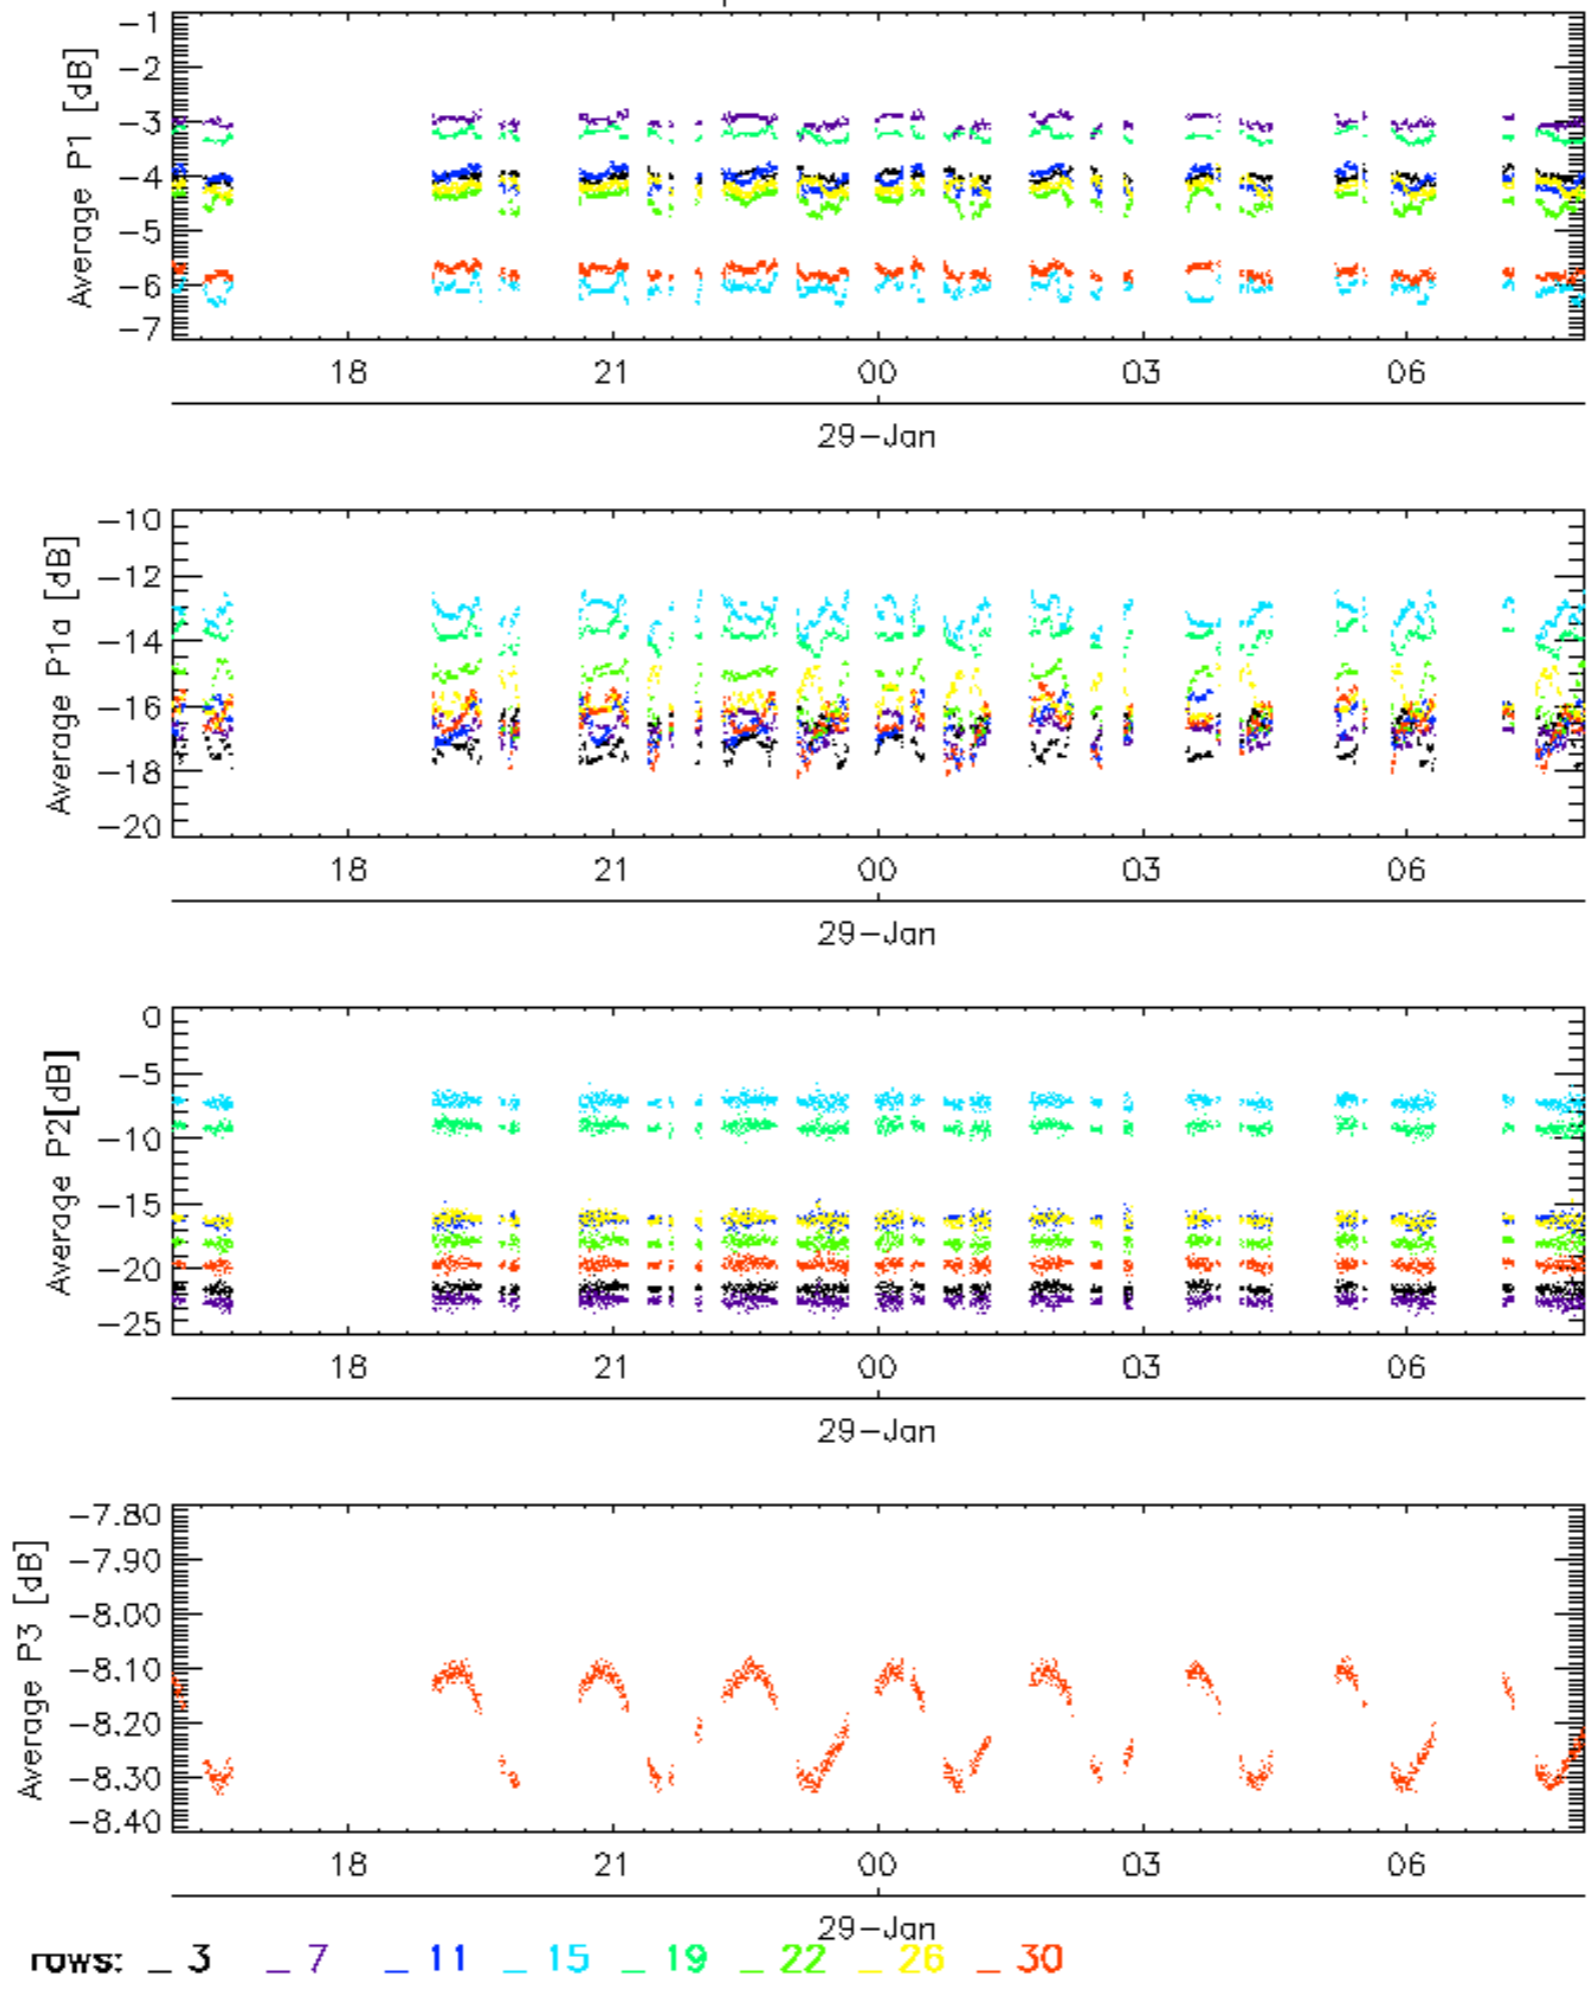 Average P1 [dB]
-1
-2
-3
-4
-5
-6
-7
18 21 00 03 06
29-Jan
Average P1a [dB]
-10
-12
-14
-16
-18
-20
18 21 00 03 06
29-Jan
Average P2[dB]
0
-5
-10
-15
-20
-25
18 21 00 03 06
29-Jan
Average P3 [dB]
-7.80
-7.90
-8.00
-8.10
-8.20
-8.30
-8.40
18 21 00 03 06
29-Jan
rows: _ 3 _ 7 _ 11 _ 15 _ 19 _ 22 _ 26 _ 30